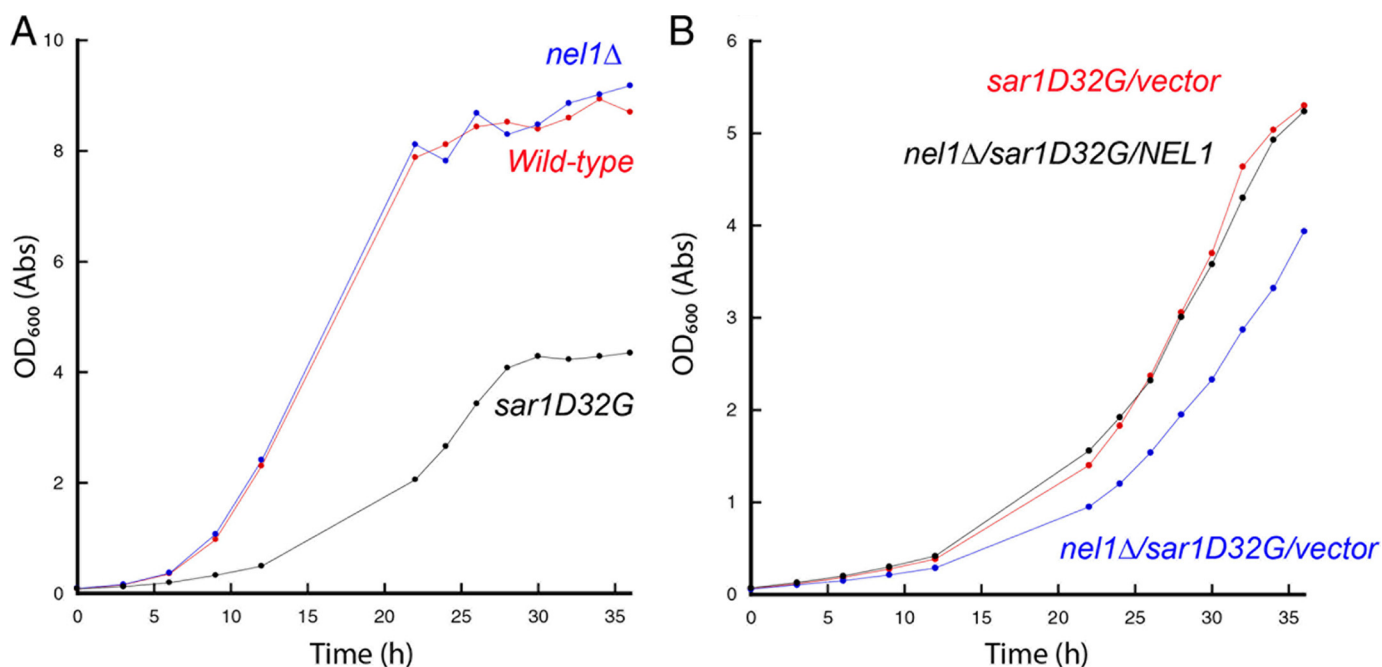 A
10
8
6
4
2
0
OD600 (Abs)
nel1Δ
Wild-type
sar1D32G
0 5 10 15 20 25 30 35
Time (h)
B
6
5
4
3
2
1
0
OD600 (Abs)
sar1D32G/vector
nel1Δ/sar1D32G/NEL1
nel1Δ/sar1D32G/vector
0 5 10 15 20 25 30 35
Time (h)